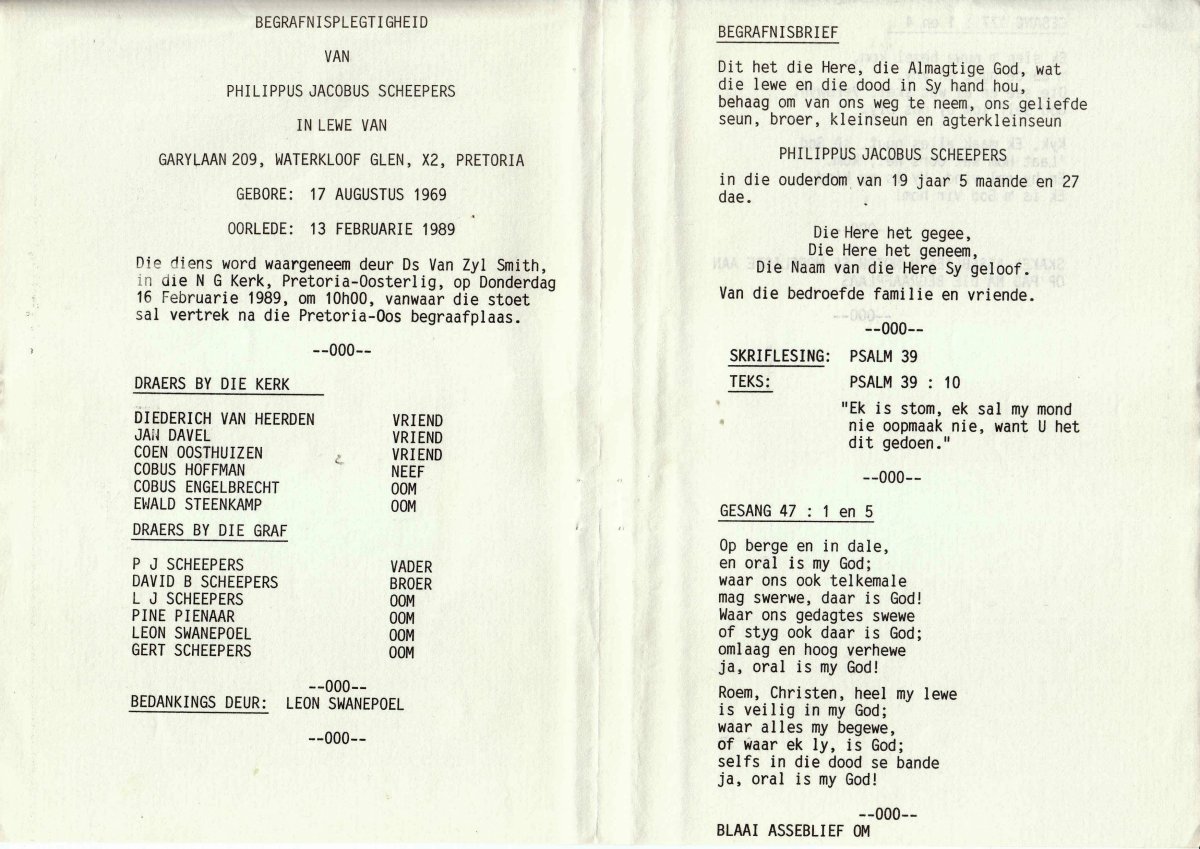 BEGRAFNISPLEGTIGHEID
VAN
PHILIPPUS JACOBUS SCHEEPERS
IN LEWE VAN
GARYLAAN 209, WATERKLOOF GLEN, X2, PRETORIA
GEBORE: 17 AUGUSTUS 1969
OORLEDE: 13 FEBRUARIE 1989
Die diens word waargeneem deur Ds Van Zyl Smith,
in die N G Kerk, Pretoria-Oosterlig, op Donderdag
16 Februarie 1989, om 10h00, vanwaar die stoet
sal vertrek na die Pretoria-Oos begraafplaas.
--000--
DRAERS BY DIE KERK
DIEDERICH VAN HEERDEN VRIEND
JAN DAVEL VRIEND
COEN OOSTHUIZEN VRIEND
COBUS HOFFMAN NEEF
COBUS ENGELBRECHT OOM
EWALD STEENKAMP OOM
DRAERS BY DIE GRAF
P J SCHEEPERS VADER
DAVID B SCHEEPERS BROER
L J SCHEEPERS OOM
PINE PIENAAR OOM
LEON SWANEPOEL OOM
GERT SCHEEPERS OOM
--000--
BEDANKINGS DEUR: LEON SWANEPOEL
--000--
BEGRAFNISBRIEF
Dit het die Here, die Almagtige God, wat
die lewe en die dood in Sy hand hou,
behaag om van ons weg te neem, ons geliefde
seun, broer, kleinseun en agterkleinseun
PHILIPPUS JACOBUS SCHEEPERS
in die ouderdom van 19 jaar 5 maande en 27
dae.
Die Here het gegee,
Die Here het geneem,
Die Naam van die Here Sy geloof.
Van die bedroefde familie en vriende.
--000--
SKRIFLESING: PSALM 39
TEKS: PSALM 39 : 10
"Ek is stom, ek sal my mond
nie oopmaak nie, want U het
dit gedoen."
--000--
GESANG 47 : 1 en 5
Op berge en in dale,
en oral is my God;
waar ons ook telkemale
mag swerwe, daar is God!
Waar ons gedagtes swewe
of styg ook daar is God;
omlaag en hoog verhewe
ja, oral is my God!
Roem, Christen, heel my lewe
is veilig in my God;
waar alles my begewe,
of waar ek ly, is God;
selfs in die dood se bande
ja, oral is my God!
--000--
BLAAI ASSEBLIEF OM